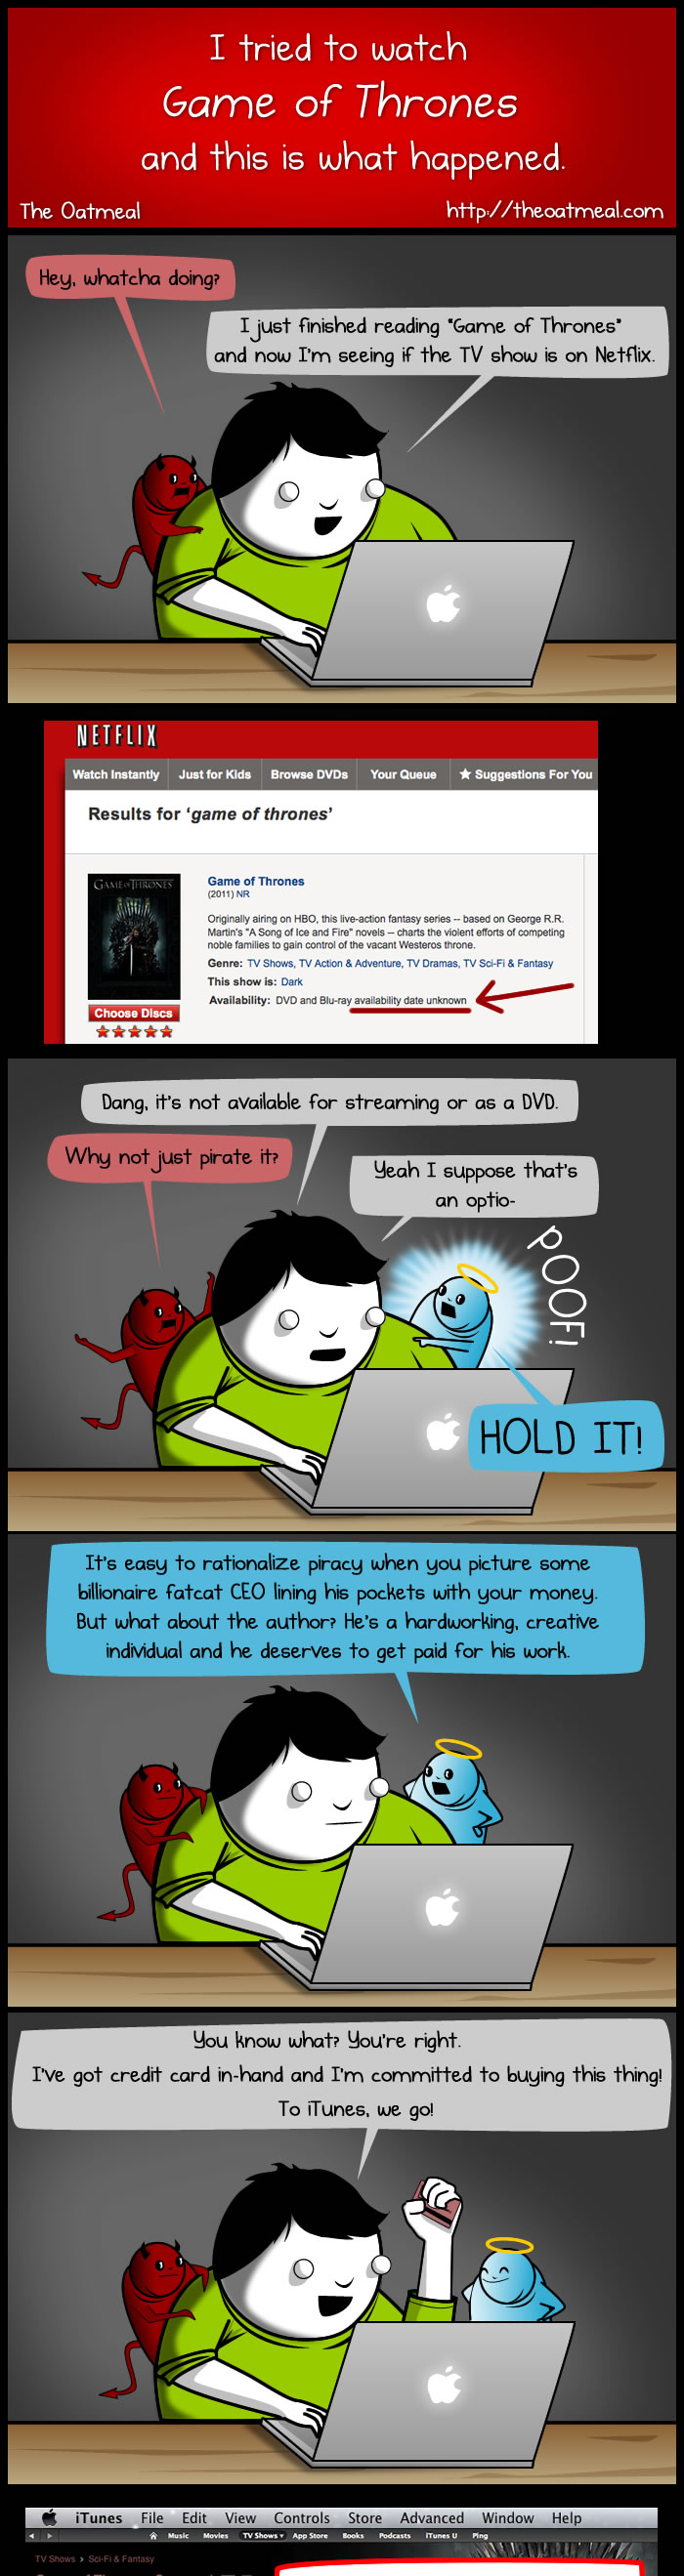 I tried to watch
Game of Thrones
and this is what happened.
The Oatmeal
http://theoatmeal.com
Hey, whatcha doing?
I just finished reading "Game of Thrones"
and now I'm seeing if the TV show is on Netflix.
NETFLIX
Watch Instantly Just for Kids Browse DVDs Your Queue ★ Suggestions For You
Results for 'game of thrones'
GAME OF THRONES
Game of Thrones
(2011) NR
Originally airing on HBO, this live-action fantasy series -- based on George R.R.
Martin's "A Song of Ice and Fire" novels -- charts the violent efforts of competing
noble families to gain control of the vacant Westeros throne.
Genre: TV Shows, TV Action & Adventure, TV Dramas, TV Sci-Fi & Fantasy
This show is: Dark
Availability: DVD and Blu-ray availability date unknown
Choose Discs
Dang, it's not available for streaming or as a DVD.
Why not just pirate it?
Yeah I suppose that's
an optio-
POOF!
HOLD IT!
It's easy to rationalize piracy when you picture some
billionaire fatcat CEO lining his pockets with your money.
But what about the author? He's a hardworking, creative
individual and he deserves to get paid for his work.
You know what? You're right.
I've got credit card in-hand and I'm committed to buying this thing!
To iTunes, we go!
iTunes File Edit View Controls Store Advanced Window Help
Music Movies TV Shows App Store Books Podcasts iTunes U Ping
TV Shows › Sci-Fi & Fantasy